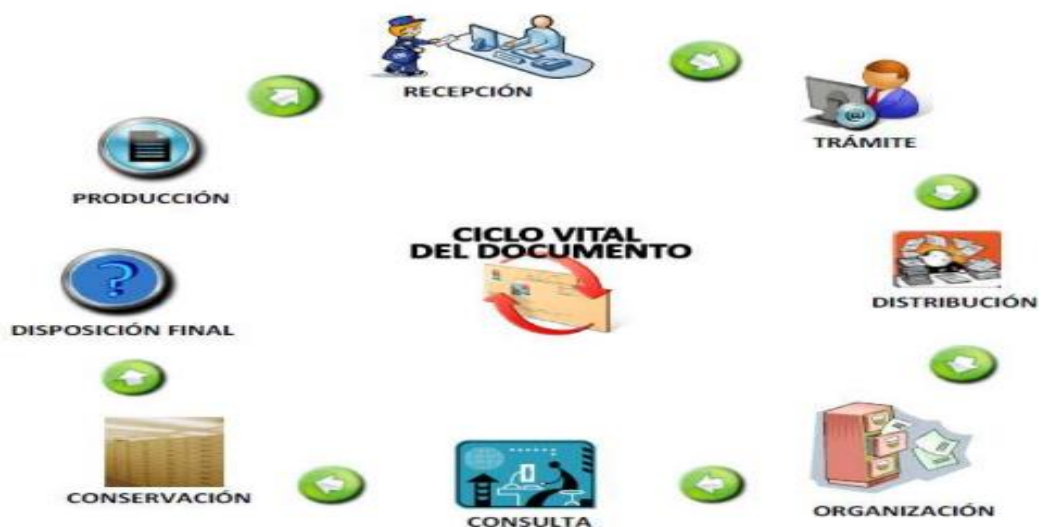 RECEPCIÓN
TRÁMITE
PRODUCCIÓN
CICLO VITAL
DEL DOCUMENTO
@
DISTRIBUCIÓN
?
DISPOSICIÓN FINAL
CONSERVACIÓN
CONSULTA
ORGANIZACIÓN